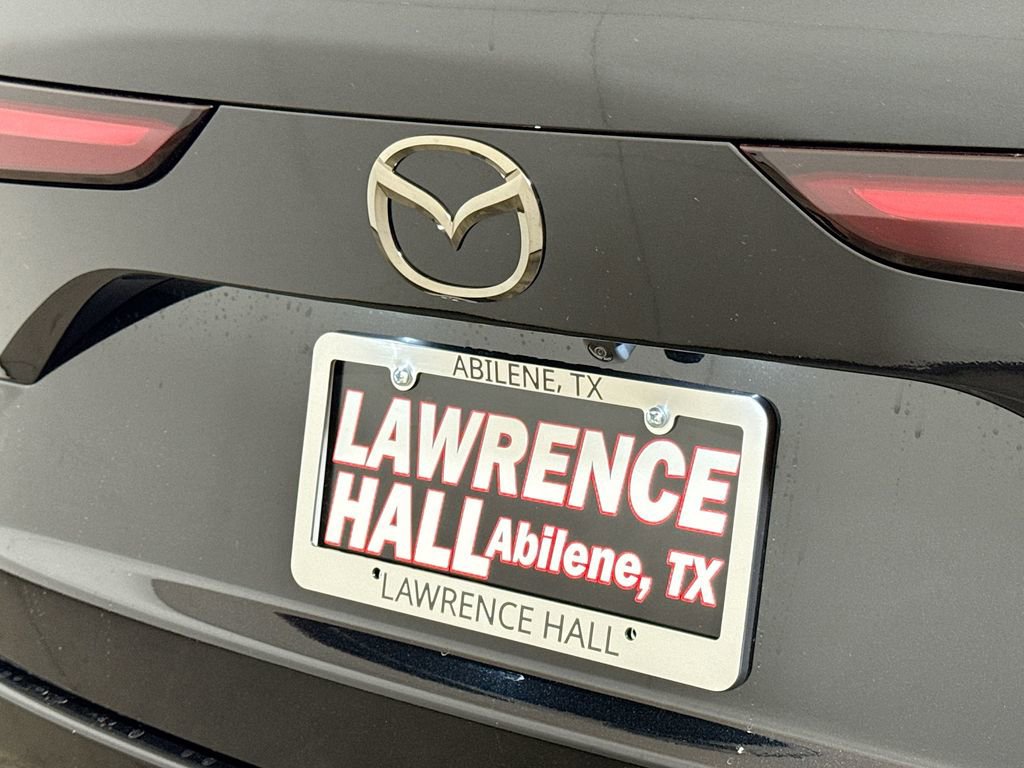 ABILENE, TX
LAWRENCE
HALL Abilene, TX
LAWRENCE HALL